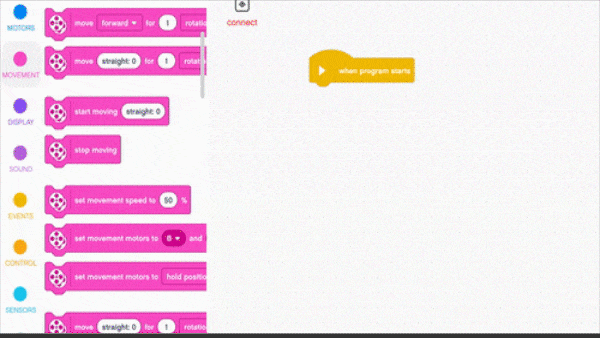 MOTORS
MOVEMENT
DISPLAY
SOUND
EVENTS
CONTROL
SENSORS
move forward for 1 rotatio
move straight: 0 for 1 rotatio
start moving straight: 0
stop moving
set movement speed to 50 %
set movement motors to B and
set movement motors to hold positio
move straight: 0 for 1 rotatio
connect
when program starts